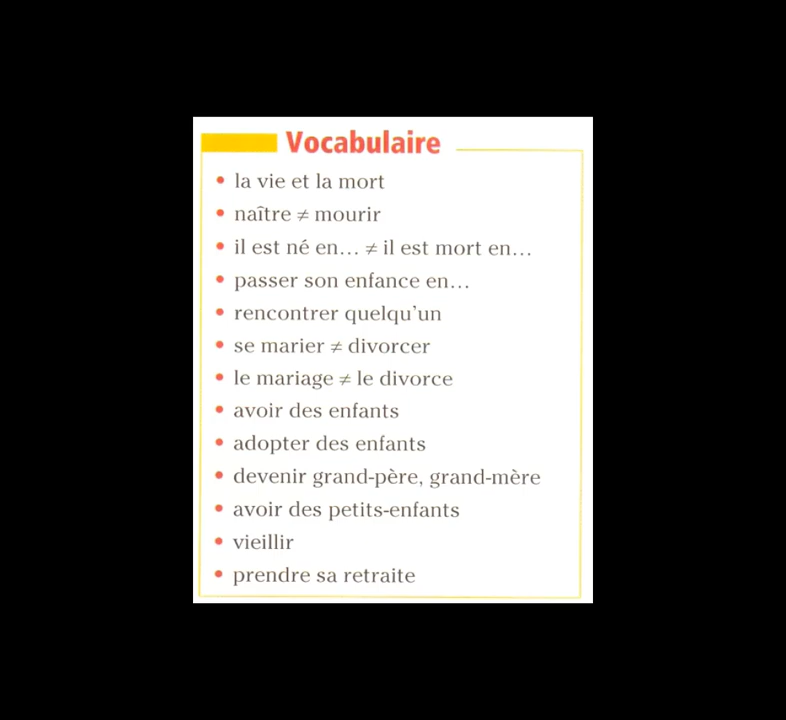 Vocabulaire
• la vie et la mort
• naître ≠ mourir
• il est né en... ≠ il est mort en...
• passer son enfance en...
• rencontrer quelqu'un
• se marier ≠ divorcer
• le mariage ≠ le divorce
• avoir des enfants
• adopter des enfants
• devenir grand-père, grand-mère
• avoir des petits-enfants
• vieillir
• prendre sa retraite